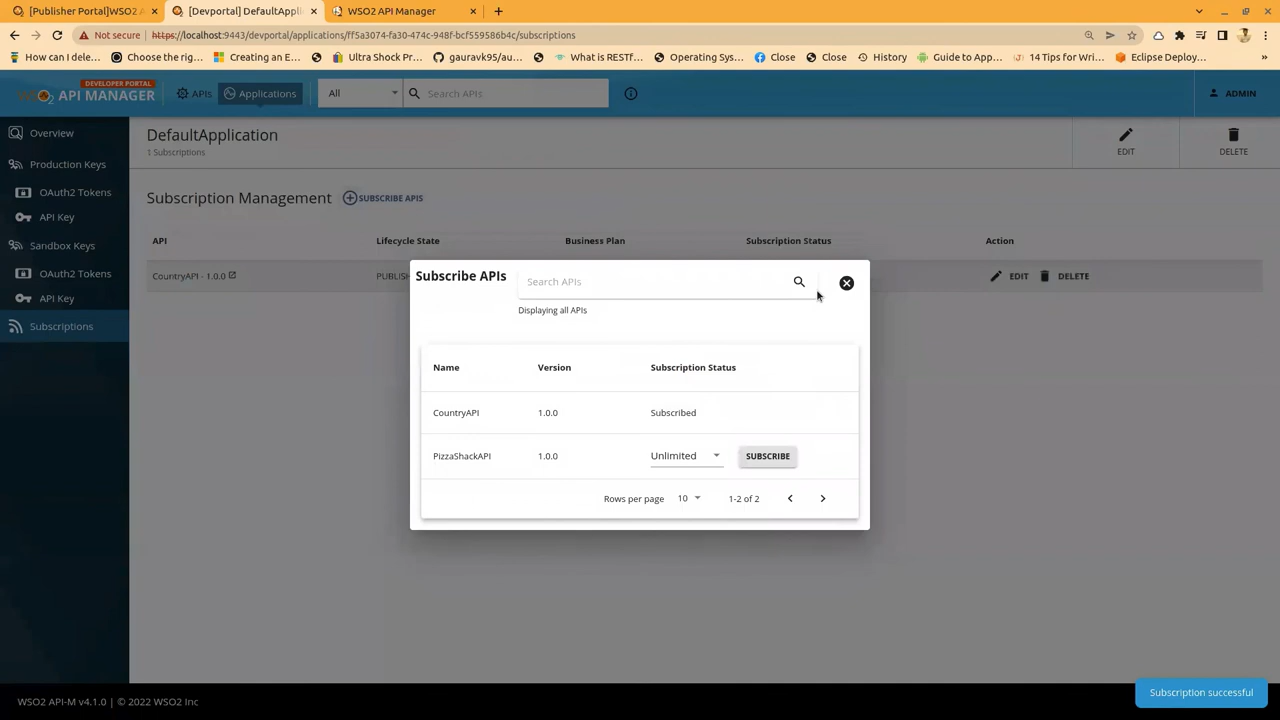 [Publisher Portal]WSO2 A
[Devportal] DefaultAppli
WSO2 API Manager
Not secure
https://localhost:9443/devportal/applications/ff5a3074-fa30-474c-948f-bcf559586b4c/subscriptions
How can I dele...
Choose the rig...
Creating an E...
Ultra Shock Pr...
gauravk95/au...
What is RESTf...
Operating Sys...
Close
Close
History
Guide to App...
14 Tips for Wri...
Eclipse Deploy...
»
DEVELOPER PORTAL
WSO2 API MANAGER
APIs
Applications
All
Search APIs
ADMIN
Overview
Production Keys
OAuth2 Tokens
API Key
Sandbox Keys
OAuth2 Tokens
API Key
Subscriptions
DefaultApplication
1 Subscriptions
EDIT
DELETE
Subscription Management
SUBSCRIBE APIS
API
Lifecycle State
Business Plan
Subscription Status
Action
CountryAPI - 1.0.0
PUBLISH
EDIT
DELETE
Subscribe APIs
Search APIs
Displaying all APIs
Name
Version
Subscription Status
CountryAPI
1.0.0
Subscribed
PizzaShackAPI
1.0.0
Unlimited
SUBSCRIBE
Rows per page
10
1-2 of 2
WSO2 API-M v4.1.0 | © 2022 WSO2 Inc
Subscription successful